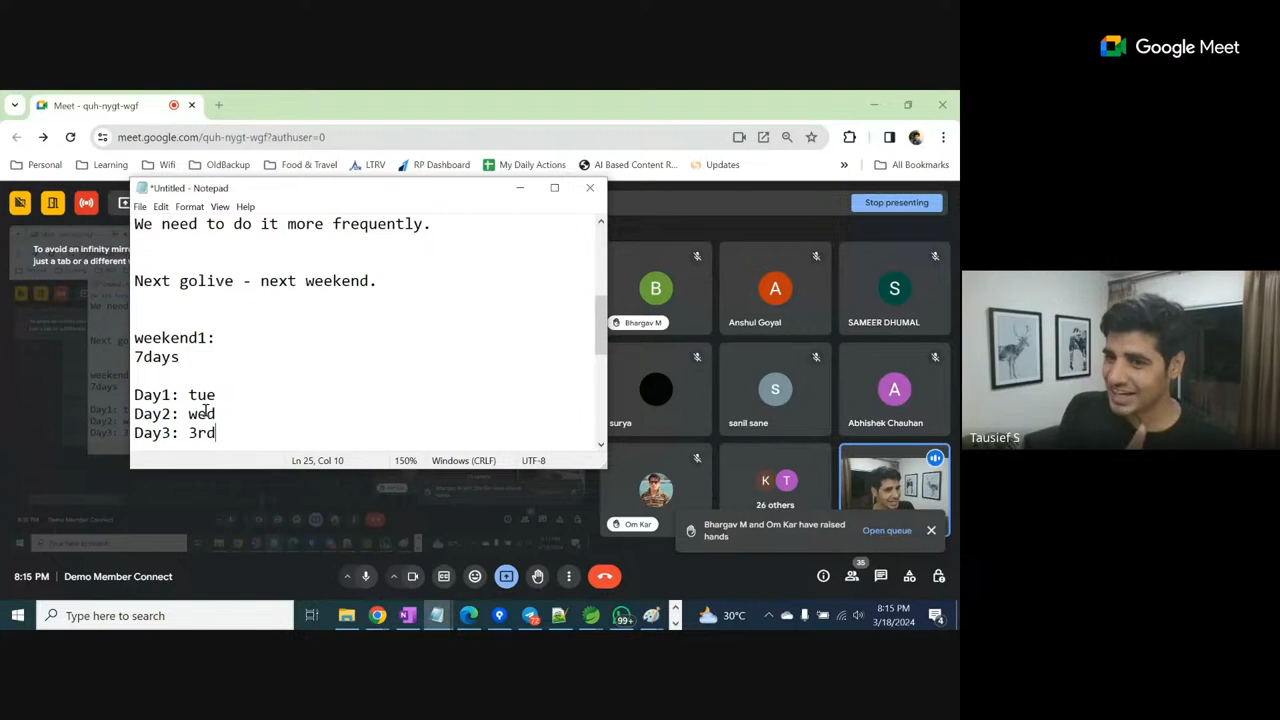 Google Meet
Meet - quh-nygt-wgf
meet.google.com/quh-nygt-wgf?authuser=0
Personal
Learning
Wifi
OldBackup
Food & Travel
LTRV
RP Dashboard
My Daily Actions
AI Based Content R...
Updates
»
All Bookmarks
*Untitled - Notepad
File Edit Format View Help
Stop presenting
To avoid an infinity mirr
just a tab or a different
We need to do it more frequently.
Next golive - next weekend.
weekend1:
7days
Day1: tue
Day2: wed
Day3: 3rd
Ln 25, Col 10
150%
Windows (CRLF)
UTF-8
B
Bhargav M
A
Anshul Goyal
S
SAMEER DHUMAL
surya
s
sanil sane
A
Abhishek Chauhan
Om Kar
K T
26 others
Bhargav M and Om Kar have raised
hands
Open queue
Tausief S
8:15 PM
Demo Member Connect
35
Type here to search
72
99+
30°C
8:15 PM
3/18/2024
4